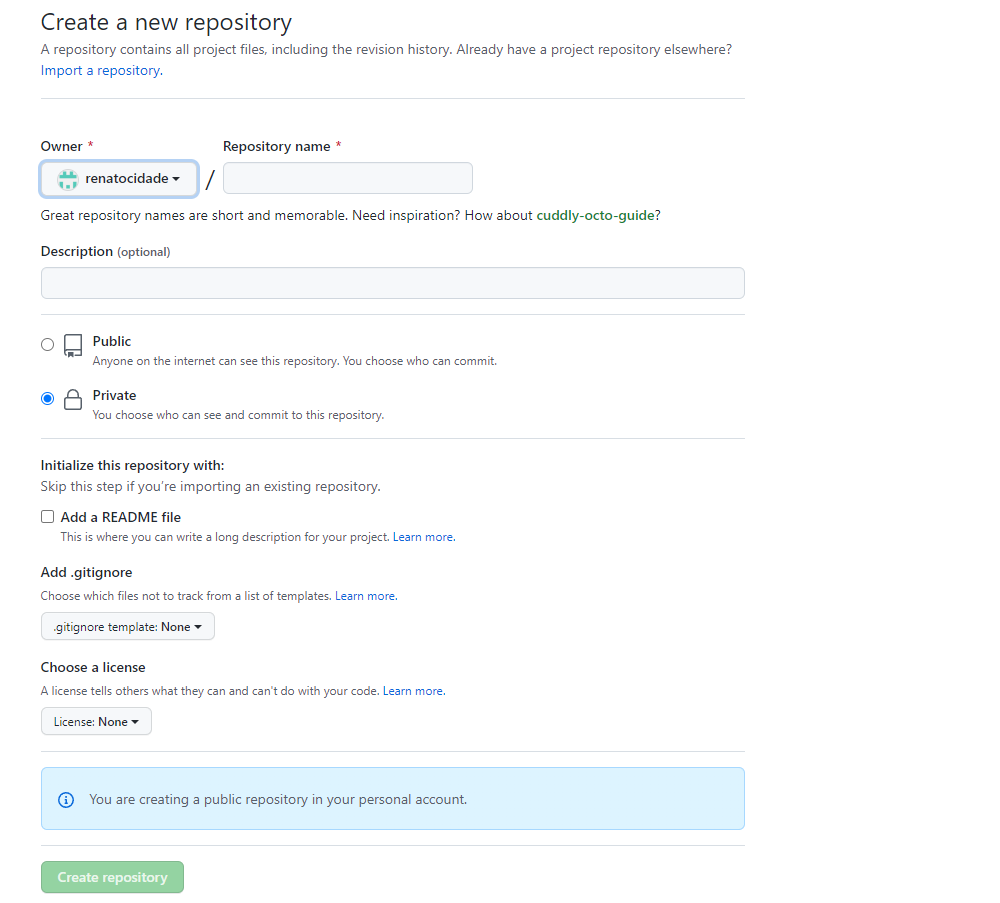 Create a new repository
A repository contains all project files, including the revision history. Already have a project repository elsewhere?
Import a repository.
Owner * Repository name *
renatocidade /
Great repository names are short and memorable. Need inspiration? How about cuddly-octo-guide?
Description (optional)
Public
Anyone on the internet can see this repository. You choose who can commit.
Private
You choose who can see and commit to this repository.
Initialize this repository with:
Skip this step if you're importing an existing repository.
Add a README file
This is where you can write a long description for your project. Learn more.
Add .gitignore
Choose which files not to track from a list of templates. Learn more.
.gitignore template: None
Choose a license
A license tells others what they can and can't do with your code. Learn more.
License: None
You are creating a public repository in your personal account.
Create repository